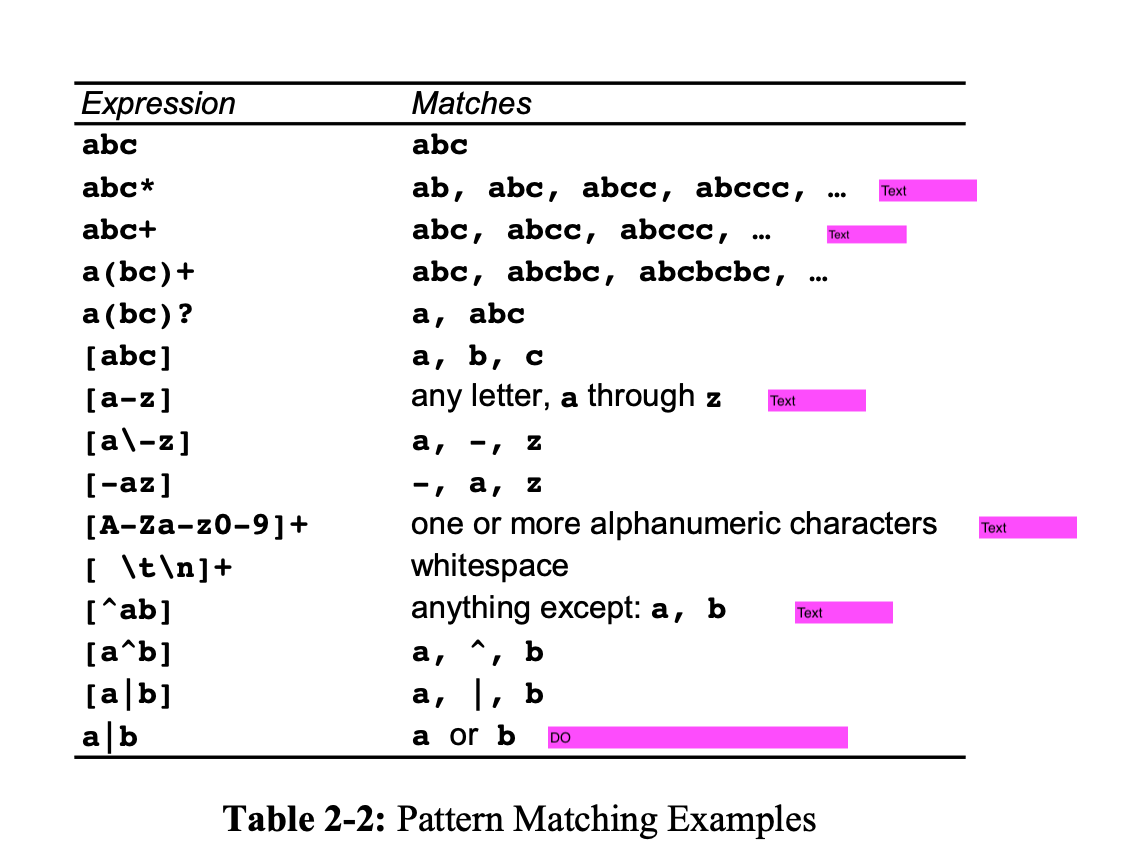 Expression Matches
abc abc
abc* ab, abc, abcc, abccc, … Text
abc+ abc, abcc, abccc, … Text
a(bc)+ abc, abcbc, abcbcbc, …
a(bc)? a, abc
[abc] a, b, c
[a-z] any letter, a through z Text
[a\-z] a, -, z
[-az] -, a, z
[A-Za-z0-9]+ one or more alphanumeric characters Text
[ \t\n]+ whitespace
[^ab] anything except: a, b Text
[a^b] a, ^, b
[a|b] a, |, b
a|b a or b DO
Table 2-2: Pattern Matching Examples